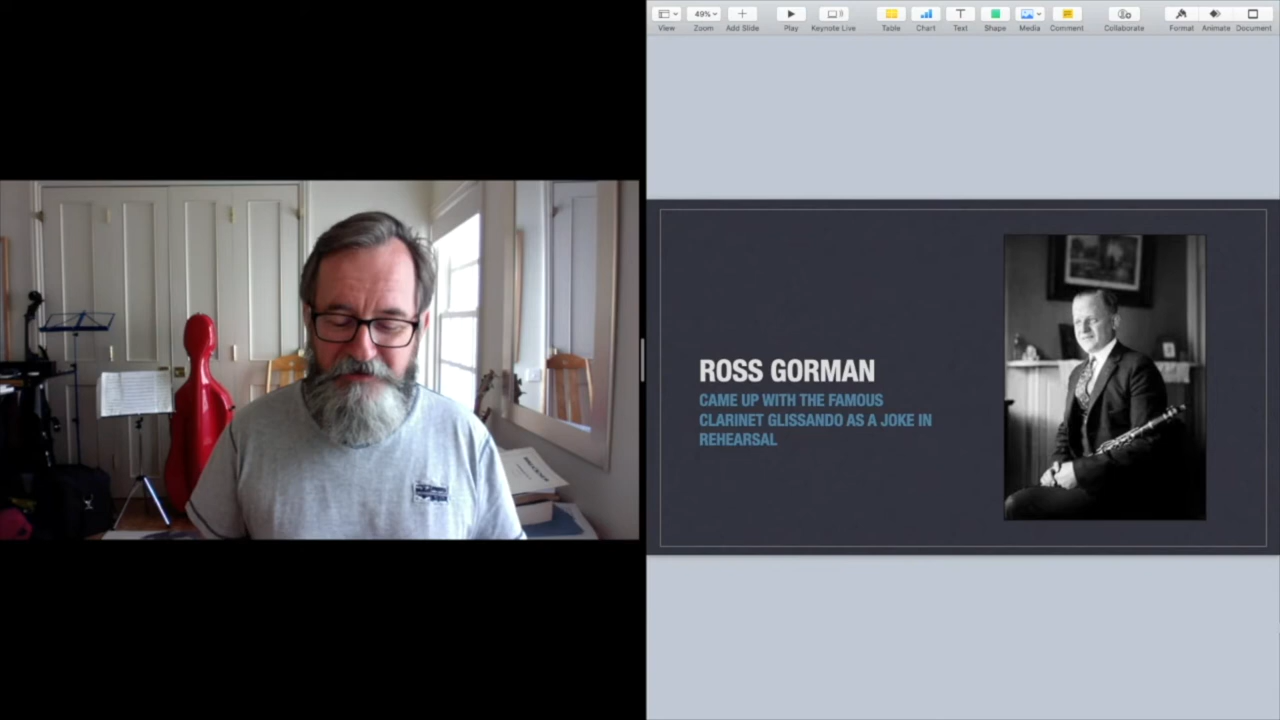 View
49%
Zoom
Add Slide
Play
Keynote Live
Table
Chart
Text
Shape
Media
Comment
Collaborate
Format
Animate
Document
ROSS GORMAN
CAME UP WITH THE FAMOUS
CLARINET GLISSANDO AS A JOKE IN
REHEARSAL